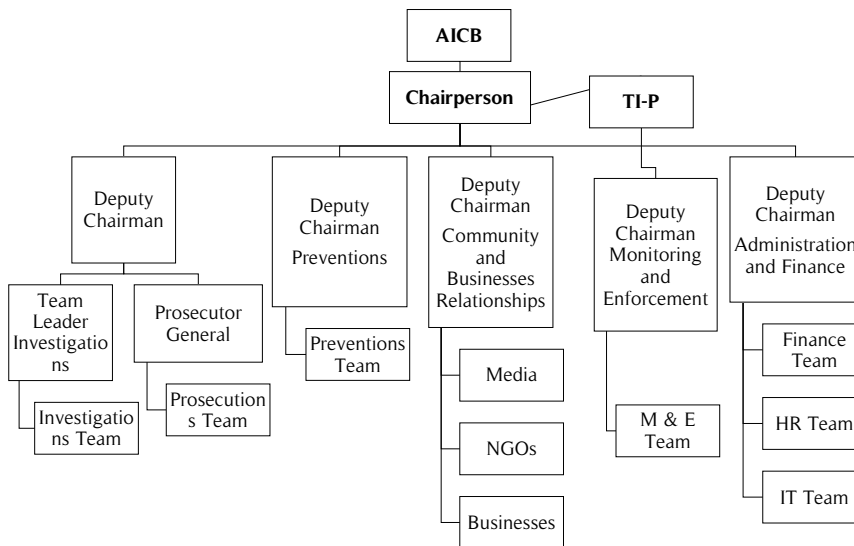 AICB
Chairperson
TI-P
Deputy
Chairman
Deputy
Chairman
Preventions
Deputy
Chairman
Community
and
Businesses
Relationships
Deputy
Chairman
Monitoring
and
Enforcement
Deputy
Chairman
Administration
and Finance
Team
Leader
Investigatio
ns
Prosecutor
General
Investigatio
ns Team
Prosecution
s Team
Preventions
Team
Media
NGOs
Businesses
M & E
Team
Finance
Team
HR Team
IT Team